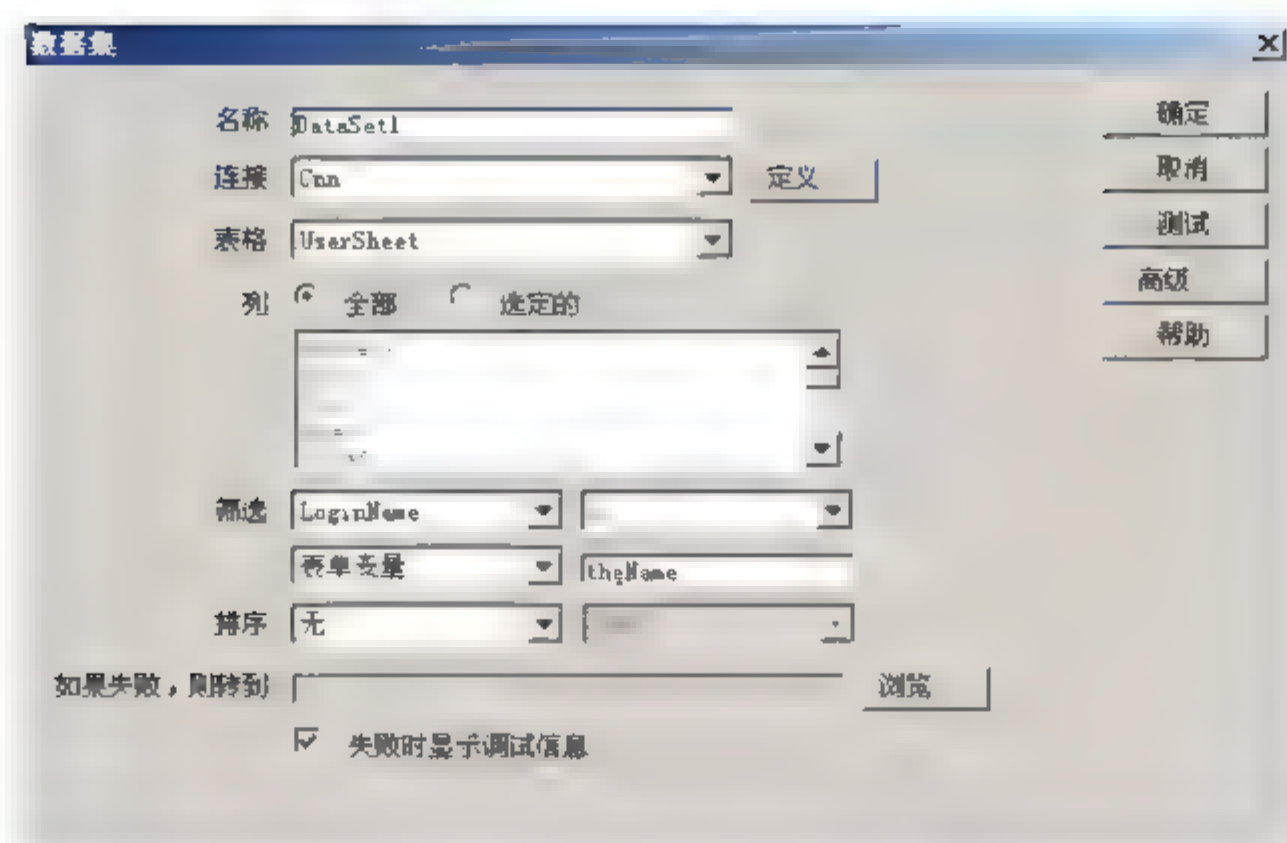 数据集
名称 DataSet1
确定
连接 Cnn 定义
取消
表格 UserSheet
测试
列 全部 选定的
高级
帮助
筛选 LoginName
表单变量 theName
排序 无
如果失败,则转到 浏览
失败时显示调试信息